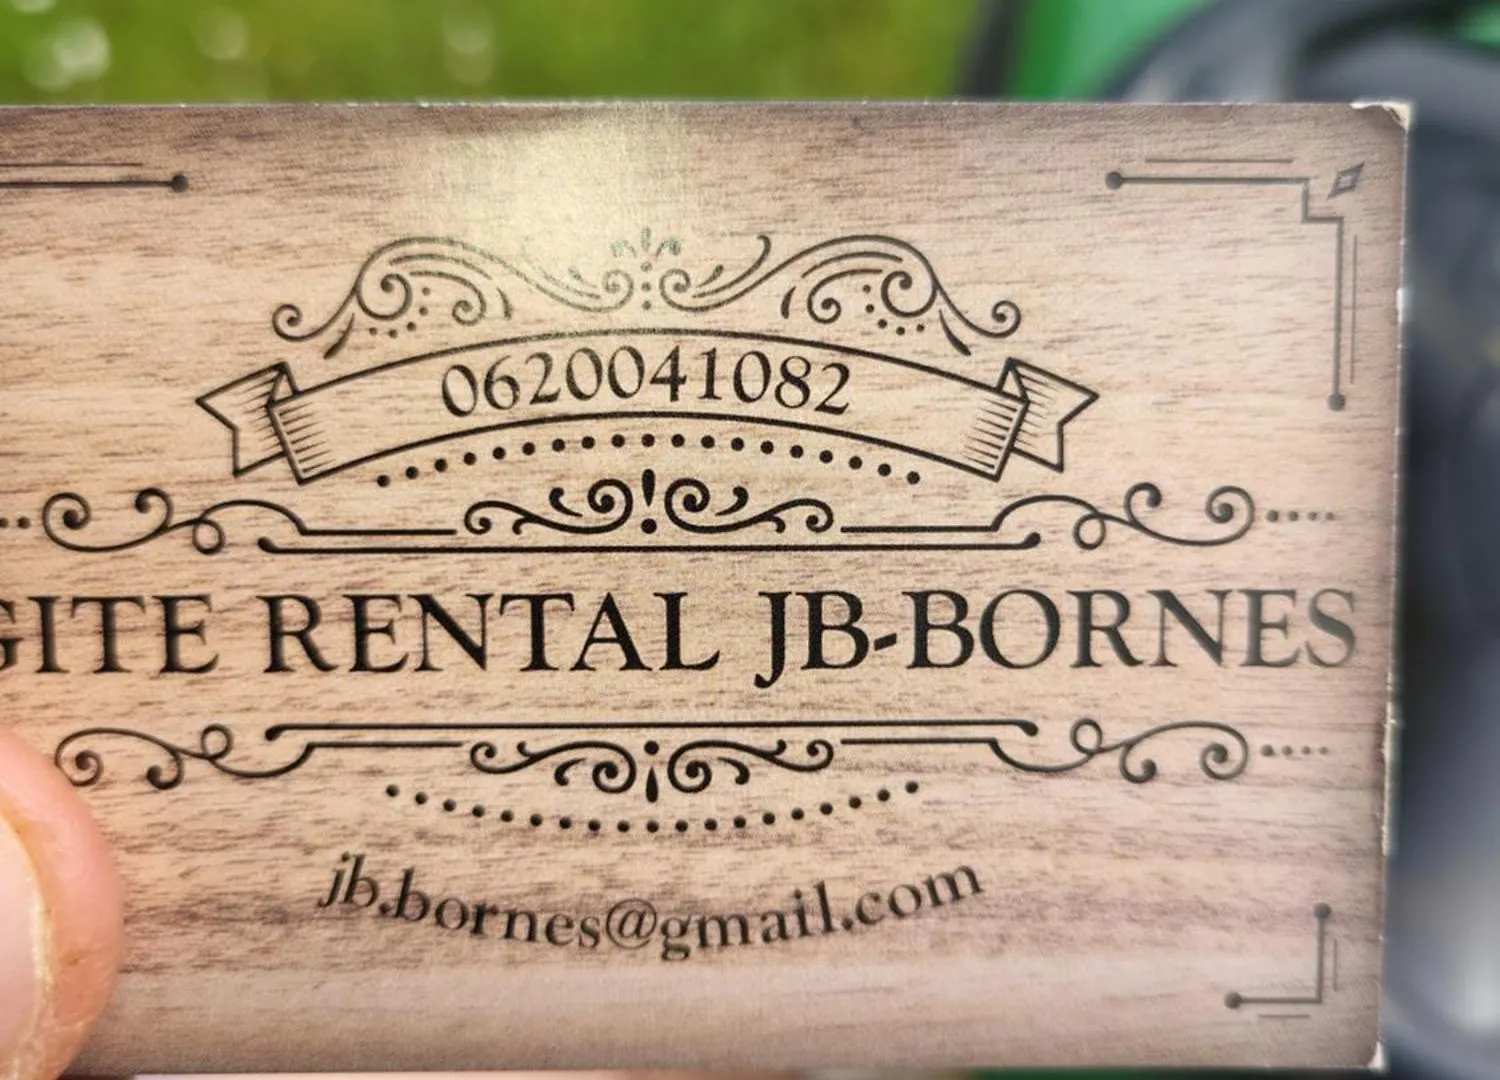 0620041082
GITE RENTAL JB-BORNES
jb.bornes@gmail.com